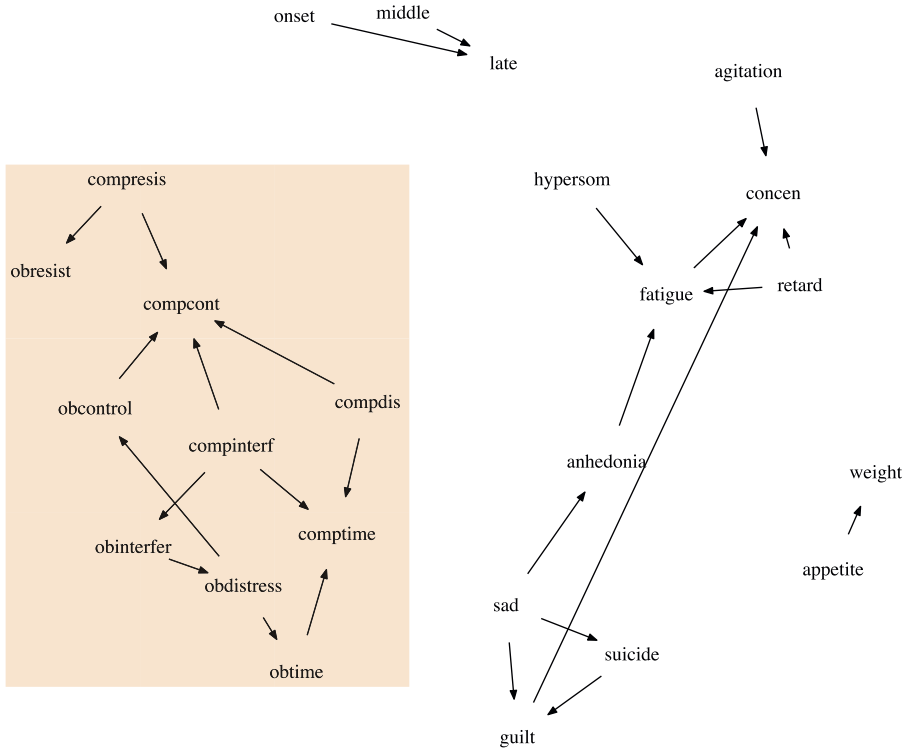 onset
middle
late
agitation
compresis
hypersom
concen
obresist
compcont
fatigue
retard
obcontrol
compdis
compinterf
anhedonia
weight
obinterfer
comptime
obdistress
appetite
sad
obtime
suicide
guilt